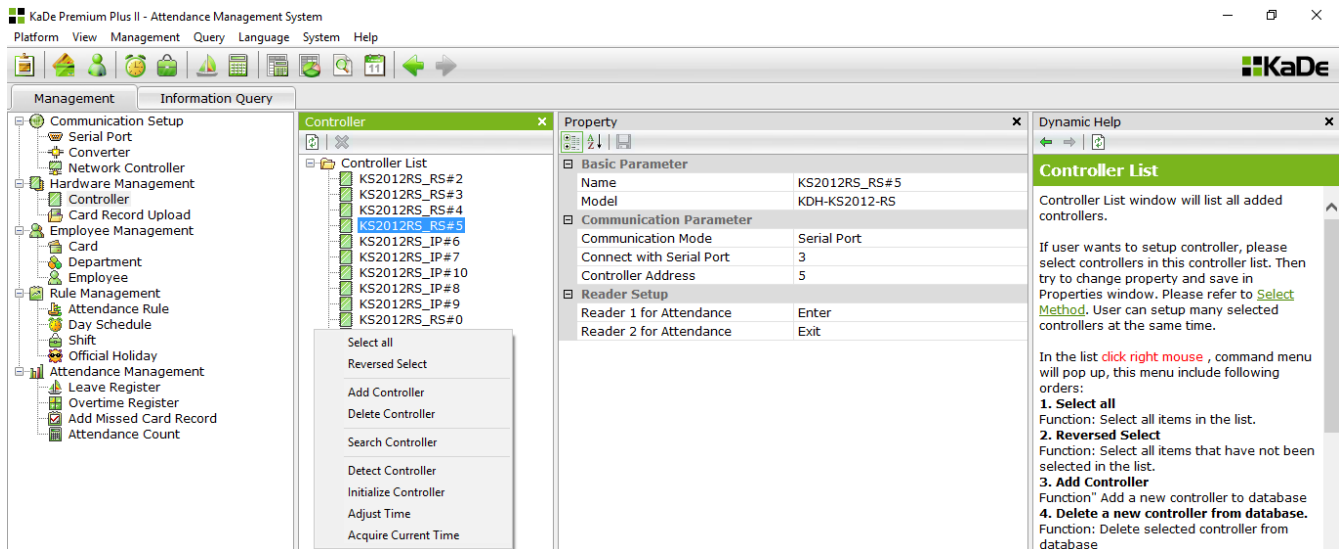 KaDe Premium Plus II - Attendance Management System
Platform View Management Query Language System Help
11
KaDe
Management
Information Query
Communication Setup
Serial Port
Converter
Network Controller
Hardware Management
Controller
Card Record Upload
Employee Management
Card
Department
Employee
Rule Management
Attendance Rule
Day Schedule
Shift
Official Holiday
Attendance Management
Leave Register
Overtime Register
Add Missed Card Record
Attendance Count
Controller
Controller List
KS2012RS_RS#2
KS2012RS_RS#3
KS2012RS_RS#4
KS2012RS_RS#5
KS2012RS_IP#6
KS2012RS_IP#7
KS2012RS_IP#10
KS2012RS_IP#8
KS2012RS_IP#9
KS2012RS_RS#0
Select all
Reversed Select
Add Controller
Delete Controller
Search Controller
Detect Controller
Initialize Controller
Adjust Time
Acquire Current Time
Property
Basic Parameter
Name KS2012RS_RS#5
Model KDH-KS2012-RS
Communication Parameter
Communication Mode Serial Port
Connect with Serial Port 3
Controller Address 5
Reader Setup
Reader 1 for Attendance Enter
Reader 2 for Attendance Exit
Dynamic Help
Controller List
Controller List window will list all added
controllers.
If user wants to setup controller, please
select controllers in this controller list. Then
try to change property and save in
Properties window. Please refer to Select
Method. User can setup many selected
controllers at the same time.
In the list click right mouse , command menu
will pop up, this menu include following
orders:
1. Select all
Function: Select all items in the list.
2. Reversed Select
Function: Select all items that have not been
selected in the list.
3. Add Controller
Function" Add a new controller to database
4. Delete a new controller from database.
Function: Delete selected controller from
database